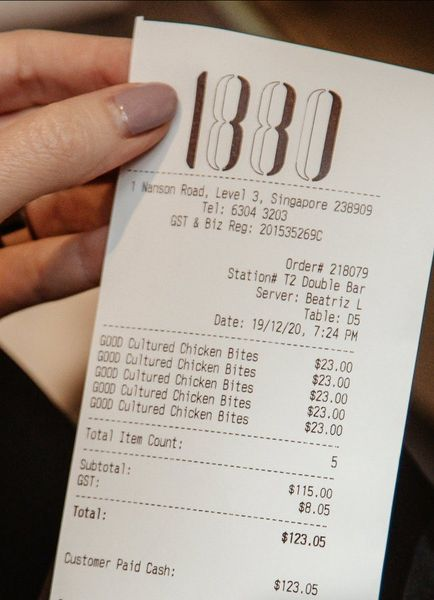 1880
1 Nanson Road, Level 3, Singapore 238909
Tel: 6304 3203
GST & Biz Reg: 201535269C
Order# 218079
Station# T2 Double Bar
Server: Beatriz L
Table: D5
Date: 19/12/20, 7:24 PM
GOOD Cultured Chicken Bites $23.00
GOOD Cultured Chicken Bites $23.00
GOOD Cultured Chicken Bites $23.00
GOOD Cultured Chicken Bites $23.00
GOOD Cultured Chicken Bites $23.00
Total Item Count: 5
Subtotal: $115.00
GST: $8.05
Total: $123.05
Customer Paid Cash: $123.05